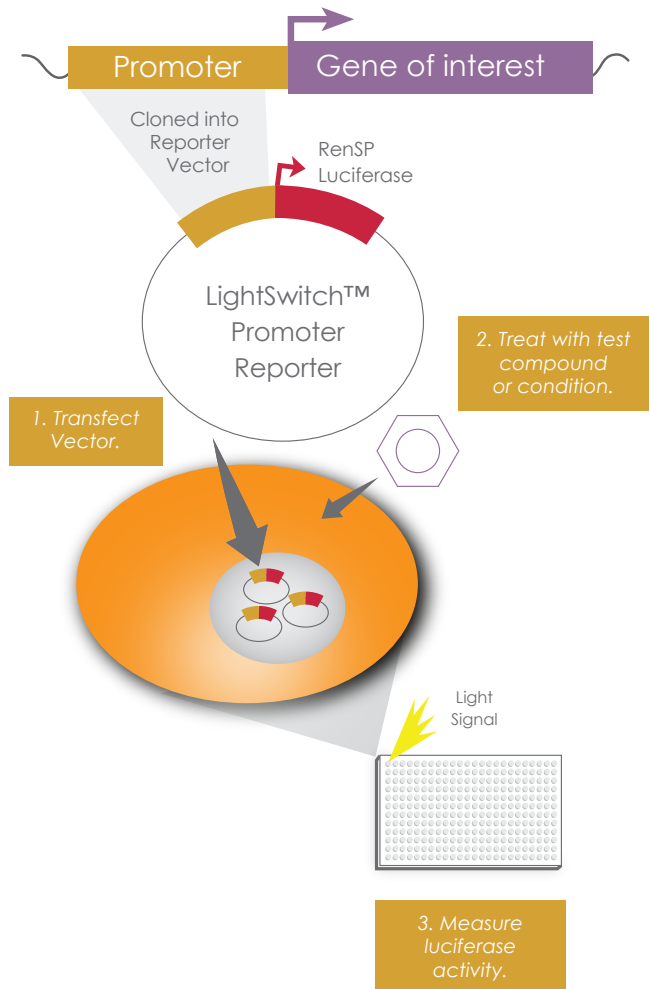 Promoter
Gene of interest
Cloned into
Reporter
Vector
RenSP
Luciferase
LightSwitch™
Promoter
Reporter
2. Treat with test
compound
or condition.
1. Transfect
Vector.
Light
Signal
3. Measure
luciferase
activity.